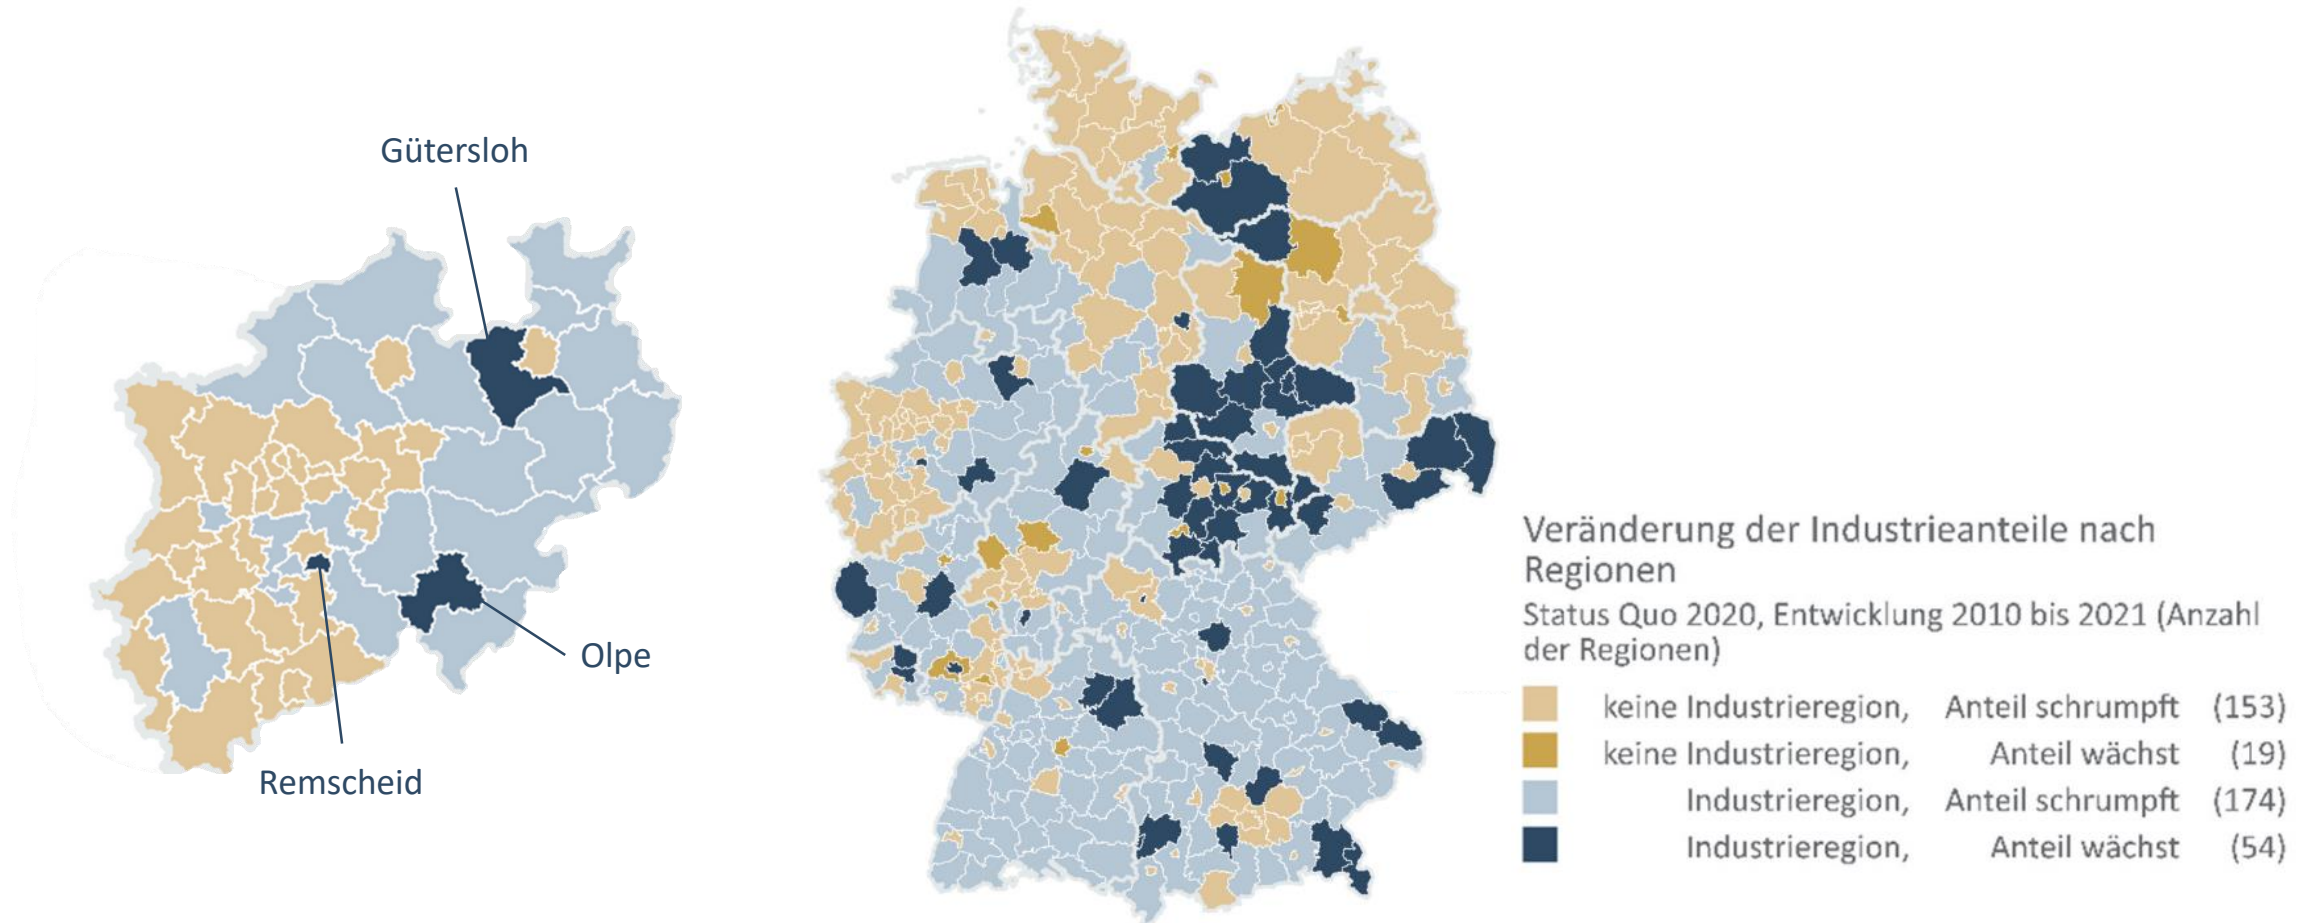 Gütersloh
Olpe
Remscheid
Veränderung der Industrieanteile nach
Regionen
Status Quo 2020, Entwicklung 2010 bis 2021 (Anzahl
der Regionen)
keine Industrieregion, Anteil schrumpft (153)
keine Industrieregion, Anteil wächst (19)
Industrieregion, Anteil schrumpft (174)
Industrieregion, Anteil wächst (54)